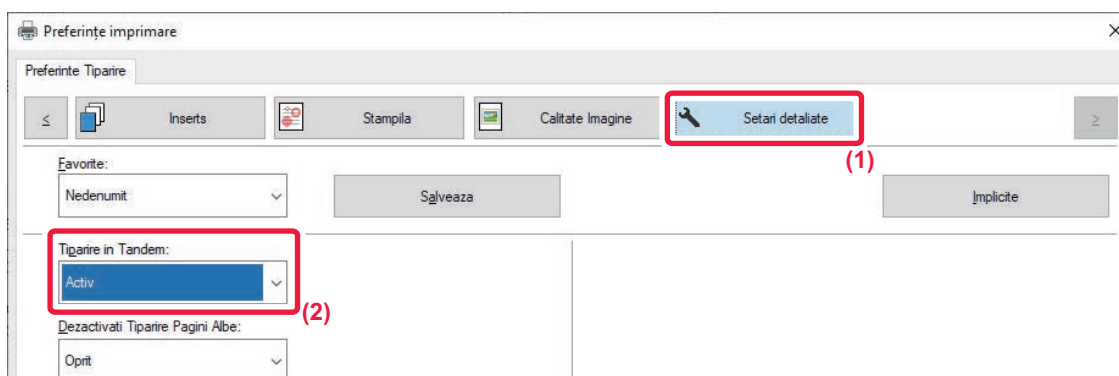 Preferințe imprimare
Preferinte Tiparire
< Inserts Stampila Calitate Imagine Setari detaliate >
(1)
Favorite:
Nedenumit Salveaza Implicite
Tiparire in Tandem:
Activ
(2)
Dezactivati Tiparire Pagini Albe:
Oprit